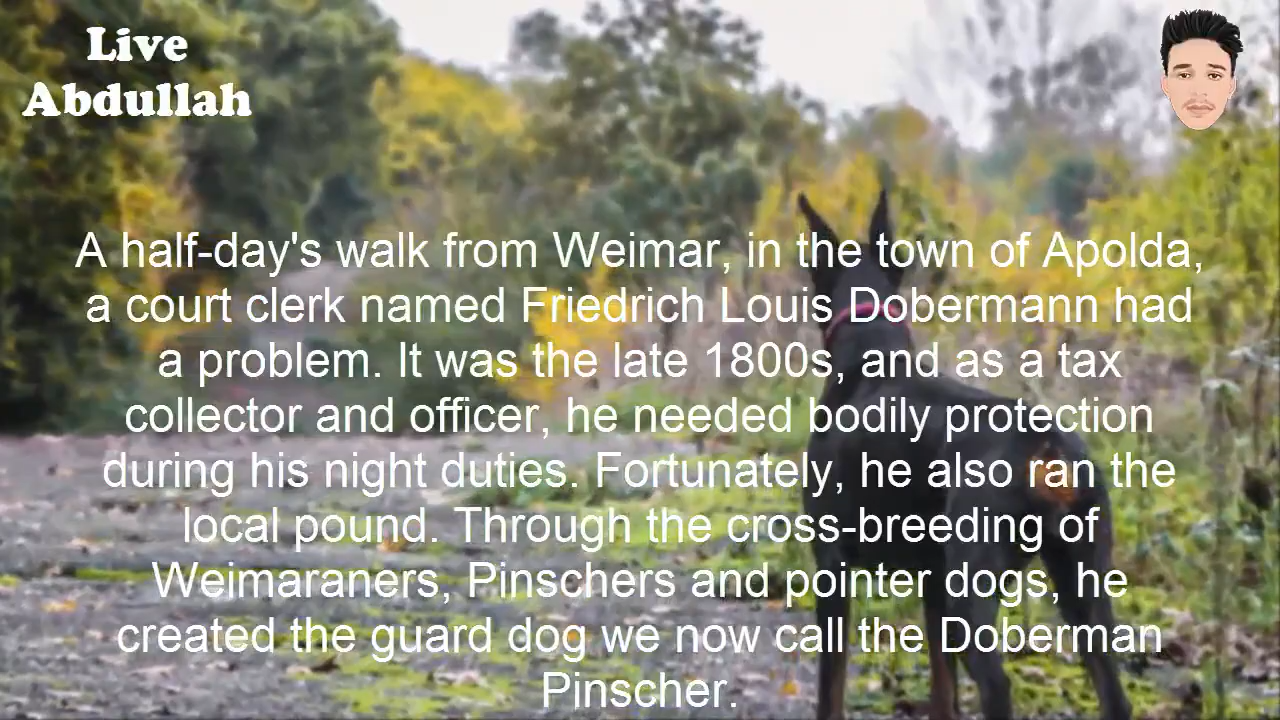 Live
Abdullah
A half-day's walk from Weimar, in the town of Apolda,
a court clerk named Friedrich Louis Dobermann had
a problem. It was the late 1800s, and as a tax
collector and officer, he needed bodily protection
during his night duties. Fortunately, he also ran the
local pound. Through the cross-breeding of
Weimaraners, Pinschers and pointer dogs, he
created the guard dog we now call the Doberman
Pinscher.